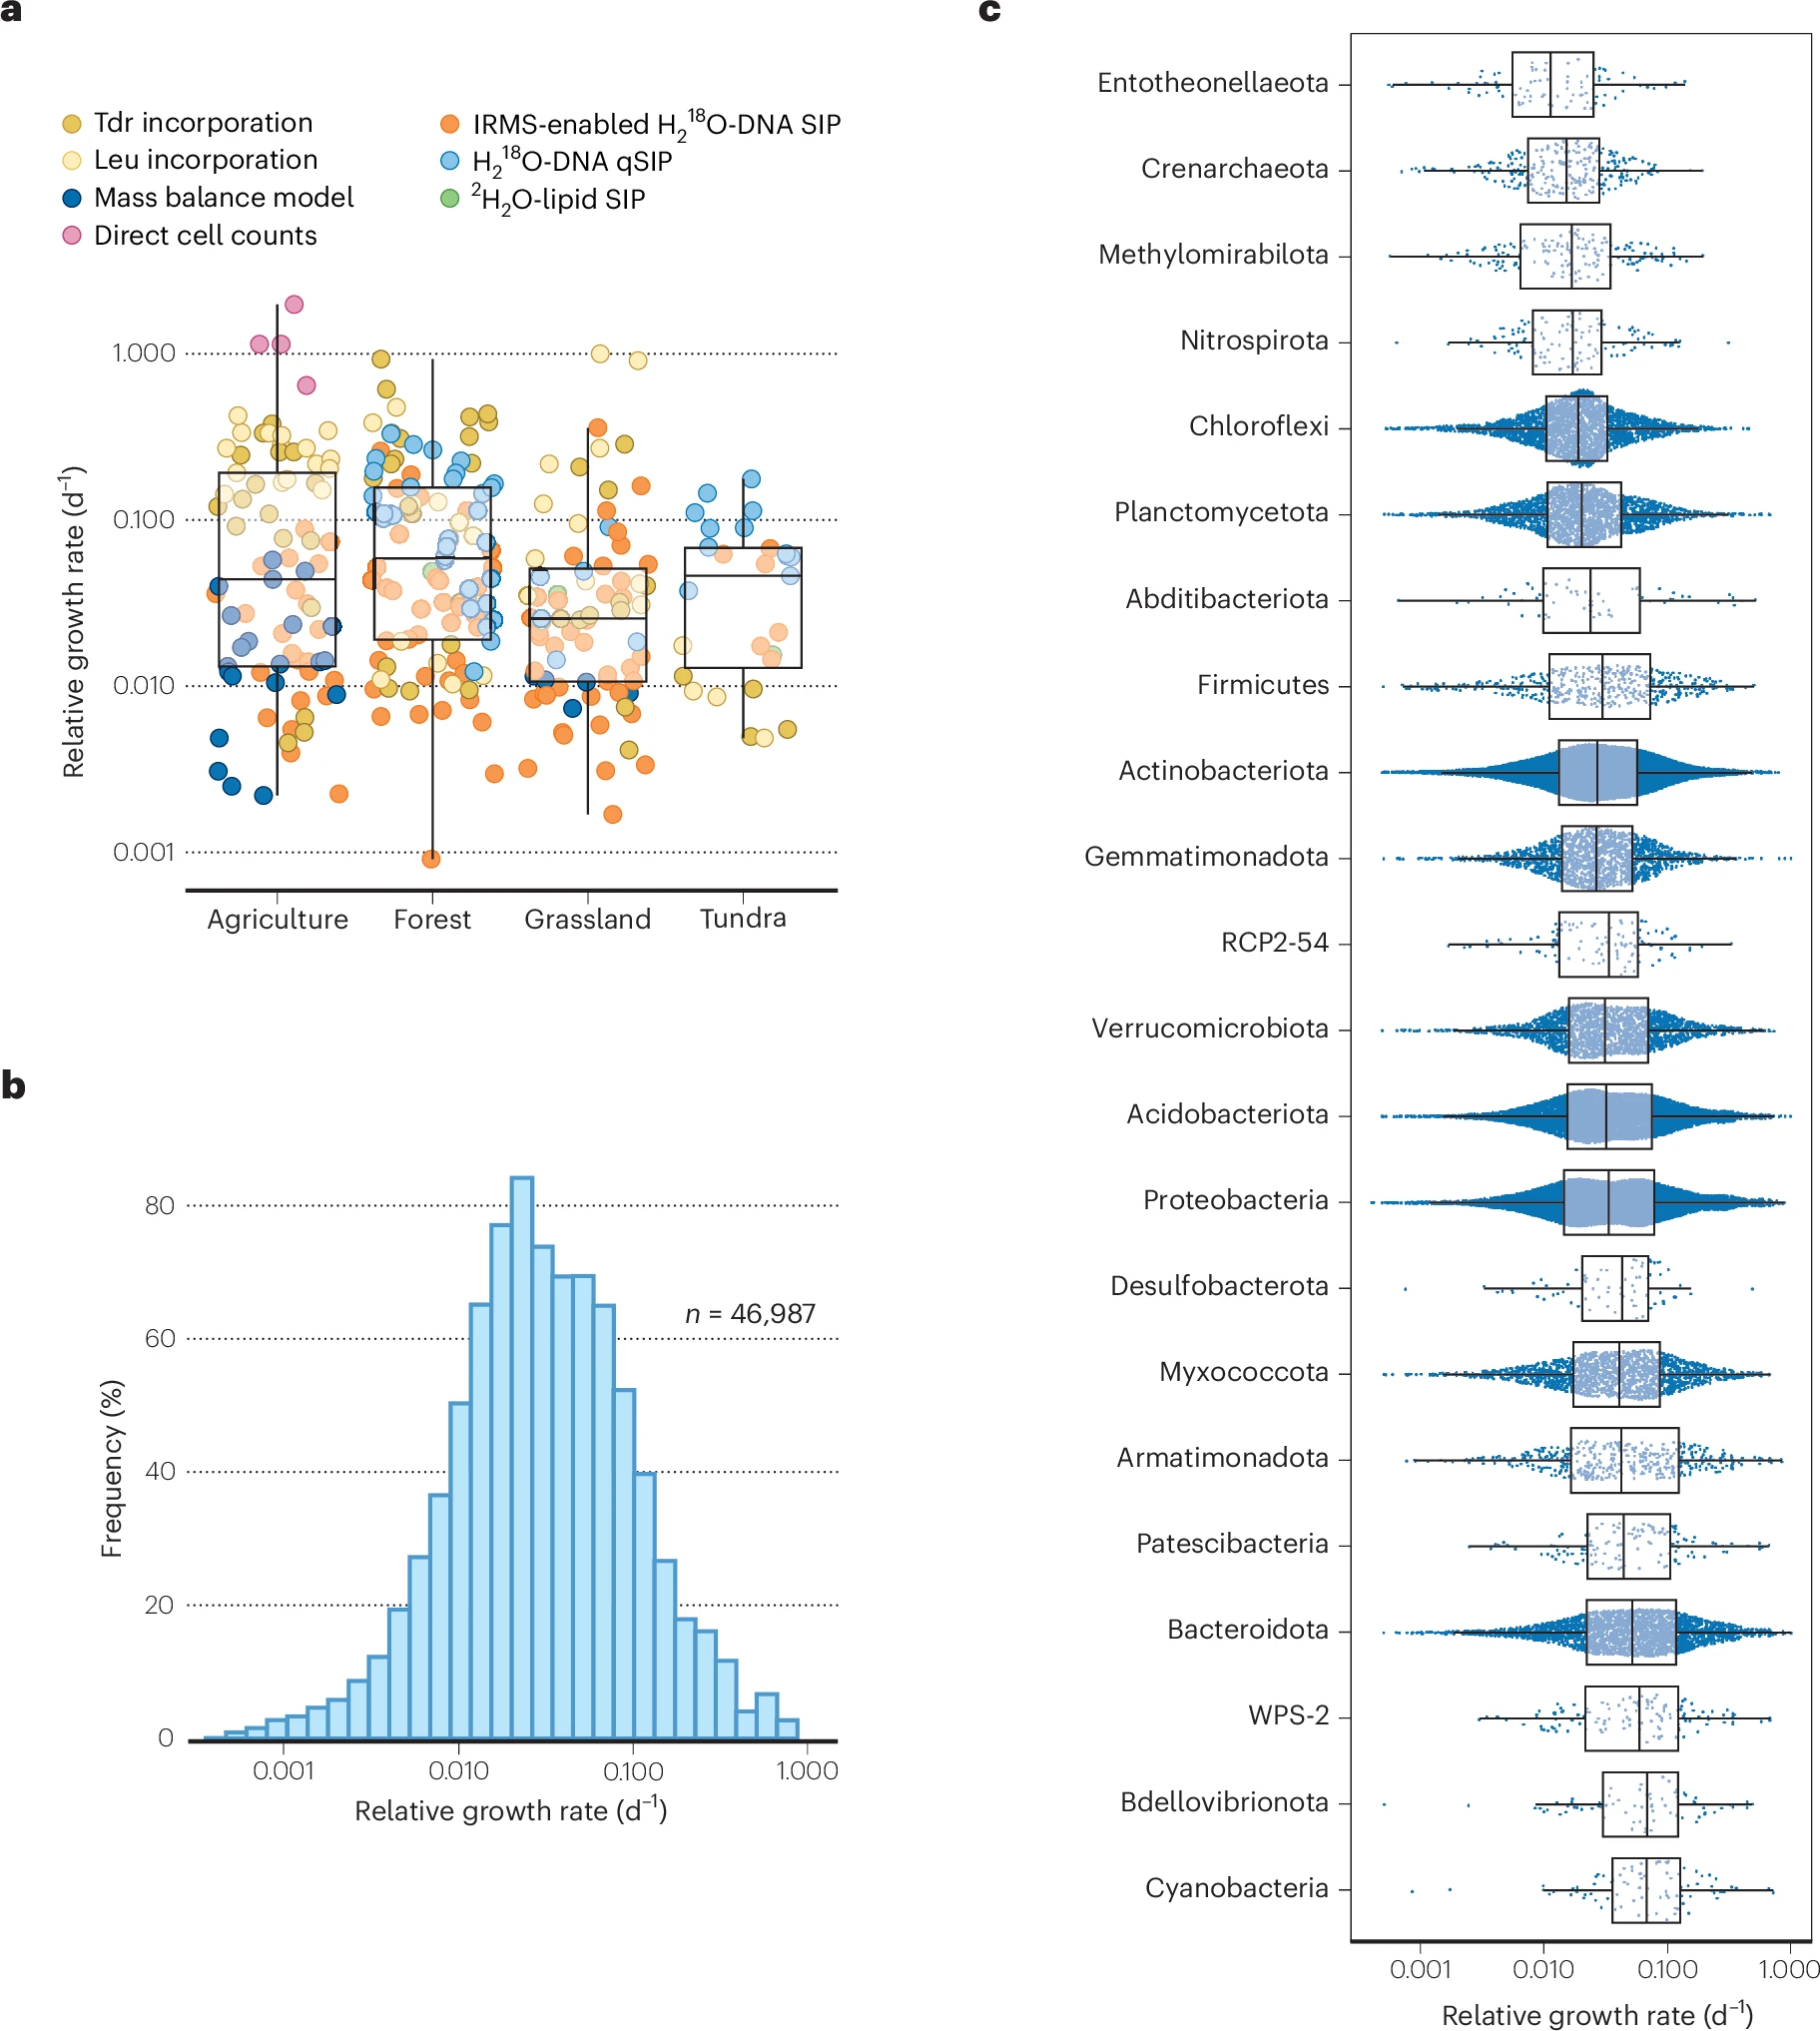 a
Tdr incorporation
Leu incorporation
Mass balance model
Direct cell counts
IRMS-enabled H₂¹⁸O-DNA SIP
H₂¹⁸O-DNA qSIP
²H₂O-lipid SIP
Relative growth rate (d⁻¹)
1.000
0.100
0.010
0.001
Agriculture Forest Grassland Tundra
b
Frequency (%)
80
60
40
20
0
n = 46,987
0.001 0.010 0.100 1.000
Relative growth rate (d⁻¹)
c
Entotheonellaeota
Crenarchaeota
Methylomirabilota
Nitrospirota
Chloroflexi
Planctomycetota
Abditibacteriota
Firmicutes
Actinobacteriota
Gemmatimonadota
RCP2-54
Verrucomicrobiota
Acidobacteriota
Proteobacteria
Desulfobacterota
Myxococcota
Armatimonadota
Patescibacteria
Bacteroidota
WPS-2
Bdellovibrionota
Cyanobacteria
0.001 0.010 0.100 1.000
Relative growth rate (d⁻¹)